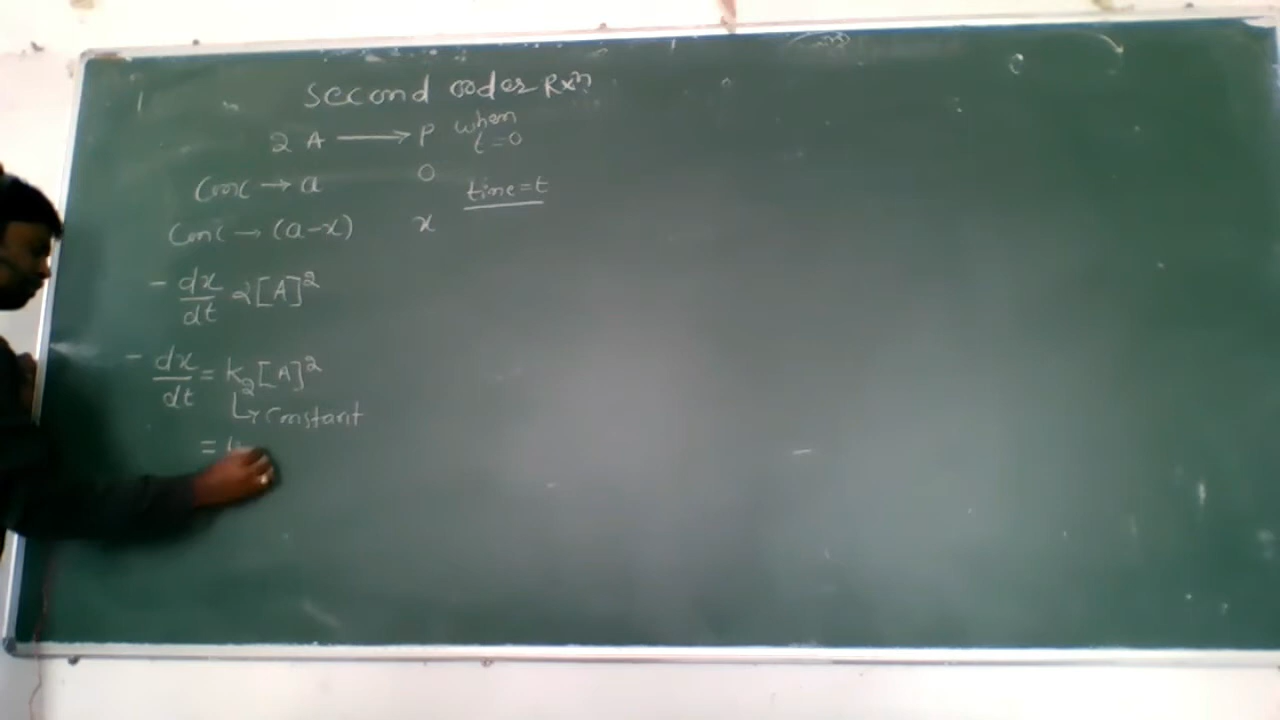 second order Rxn
2 A ⟶ P when t=0
Conc → a 0
time=t
Conc → (a-x) x
- dx/dt ∝ [A]²
- dx/dt = k₂[A]²
↳ Constant
=